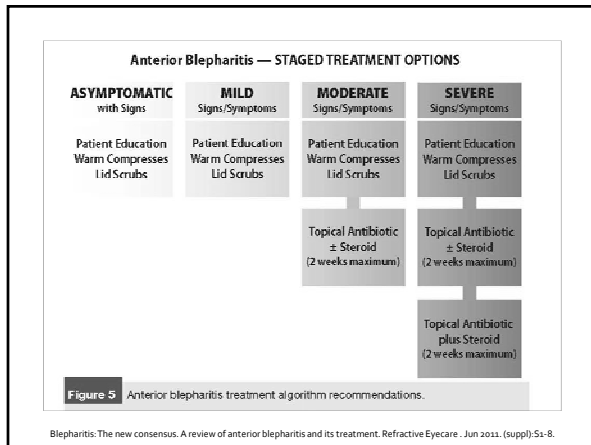 Anterior Blepharitis — STAGED TREATMENT OPTIONS
ASYMPTOMATIC
with Signs
Patient Education
Warm Compresses
Lid Scrubs
MILD
Signs/Symptoms
Patient Education
Warm Compresses
Lid Scrubs
MODERATE
Signs/Symptoms
Patient Education
Warm Compresses
Lid Scrubs
Topical Antibiotic
± Steroid
(2 weeks maximum)
SEVERE
Signs/Symptoms
Patient Education
Warm Compresses
Lid Scrubs
Topical Antibiotic
± Steroid
(2 weeks maximum)
Topical Antibiotic
plus Steroid
(2 weeks maximum)
Figure 5 Anterior blepharitis treatment algorithm recommendations.
Blepharitis: The new consensus. A review of anterior blepharitis and its treatment. Refractive Eyecare . Jun 2011. (suppl):S1-8.